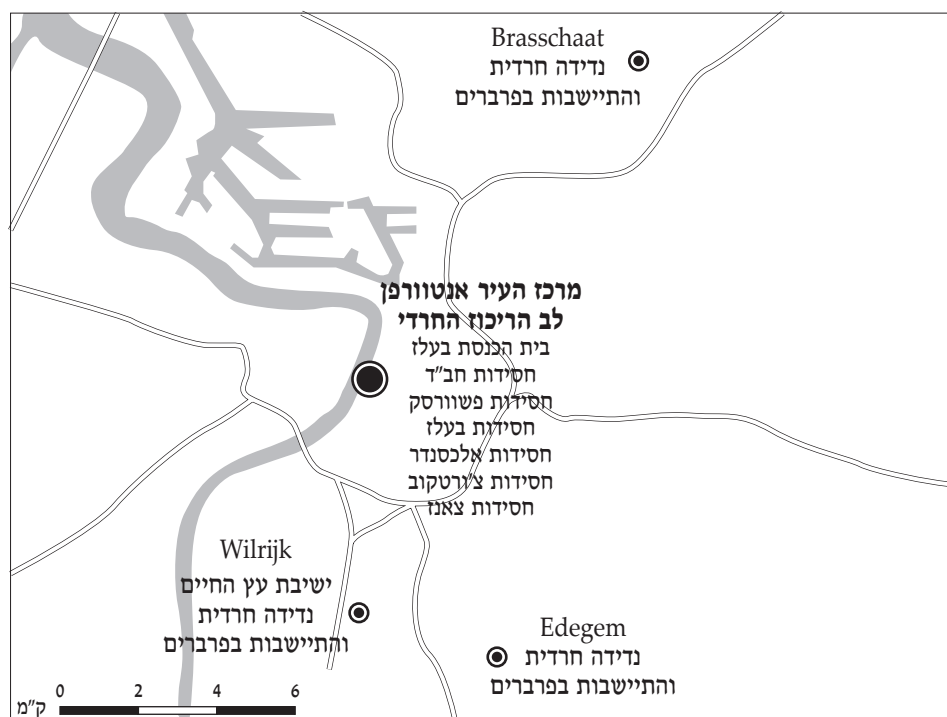 Brasschaat
נדידה חרדית
והתיישבות בפרברים
מרכז העיר אנטוורפן
לב הריכוז החרדי
בית הכנסת בעלז
חסידות חב"ד
חסידות פשוורסק
חסידות בעלז
חסידות אלכסנדר
חסידות צ'ורטקוב
חסידות צאנז
Wilrijk
ישיבת עץ החיים
נדידה חרדית
והתיישבות בפרברים
Edegem
נדידה חרדית
והתיישבות בפרברים
0 2 4 6
ק"מ